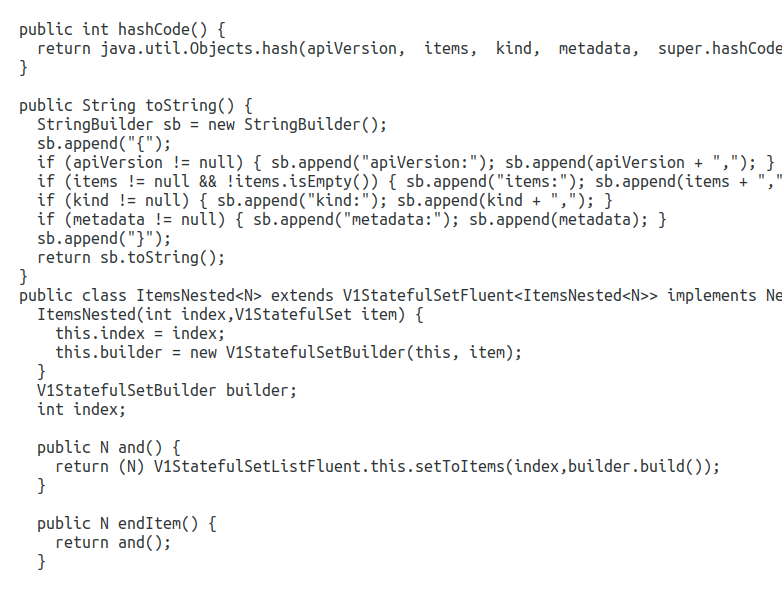 public int hashCode() {
  return java.util.Objects.hash(apiVersion,  items,  kind,  metadata,  super.hashCode
}

public String toString() {
  StringBuilder sb = new StringBuilder();
  sb.append("{");
  if (apiVersion != null) { sb.append("apiVersion:"); sb.append(apiVersion + ","); }
  if (items != null && !items.isEmpty()) { sb.append("items:"); sb.append(items + ","
  if (kind != null) { sb.append("kind:"); sb.append(kind + ","); }
  if (metadata != null) { sb.append("metadata:"); sb.append(metadata); }
  sb.append("}");
  return sb.toString();
}
public class ItemsNested<N> extends V1StatefulSetFluent<ItemsNested<N>> implements Ne
  ItemsNested(int index,V1StatefulSet item) {
    this.index = index;
    this.builder = new V1StatefulSetBuilder(this, item);
  }
  V1StatefulSetBuilder builder;
  int index;

  public N and() {
    return (N) V1StatefulSetListFluent.this.setToItems(index,builder.build());
  }

  public N endItem() {
    return and();
  }